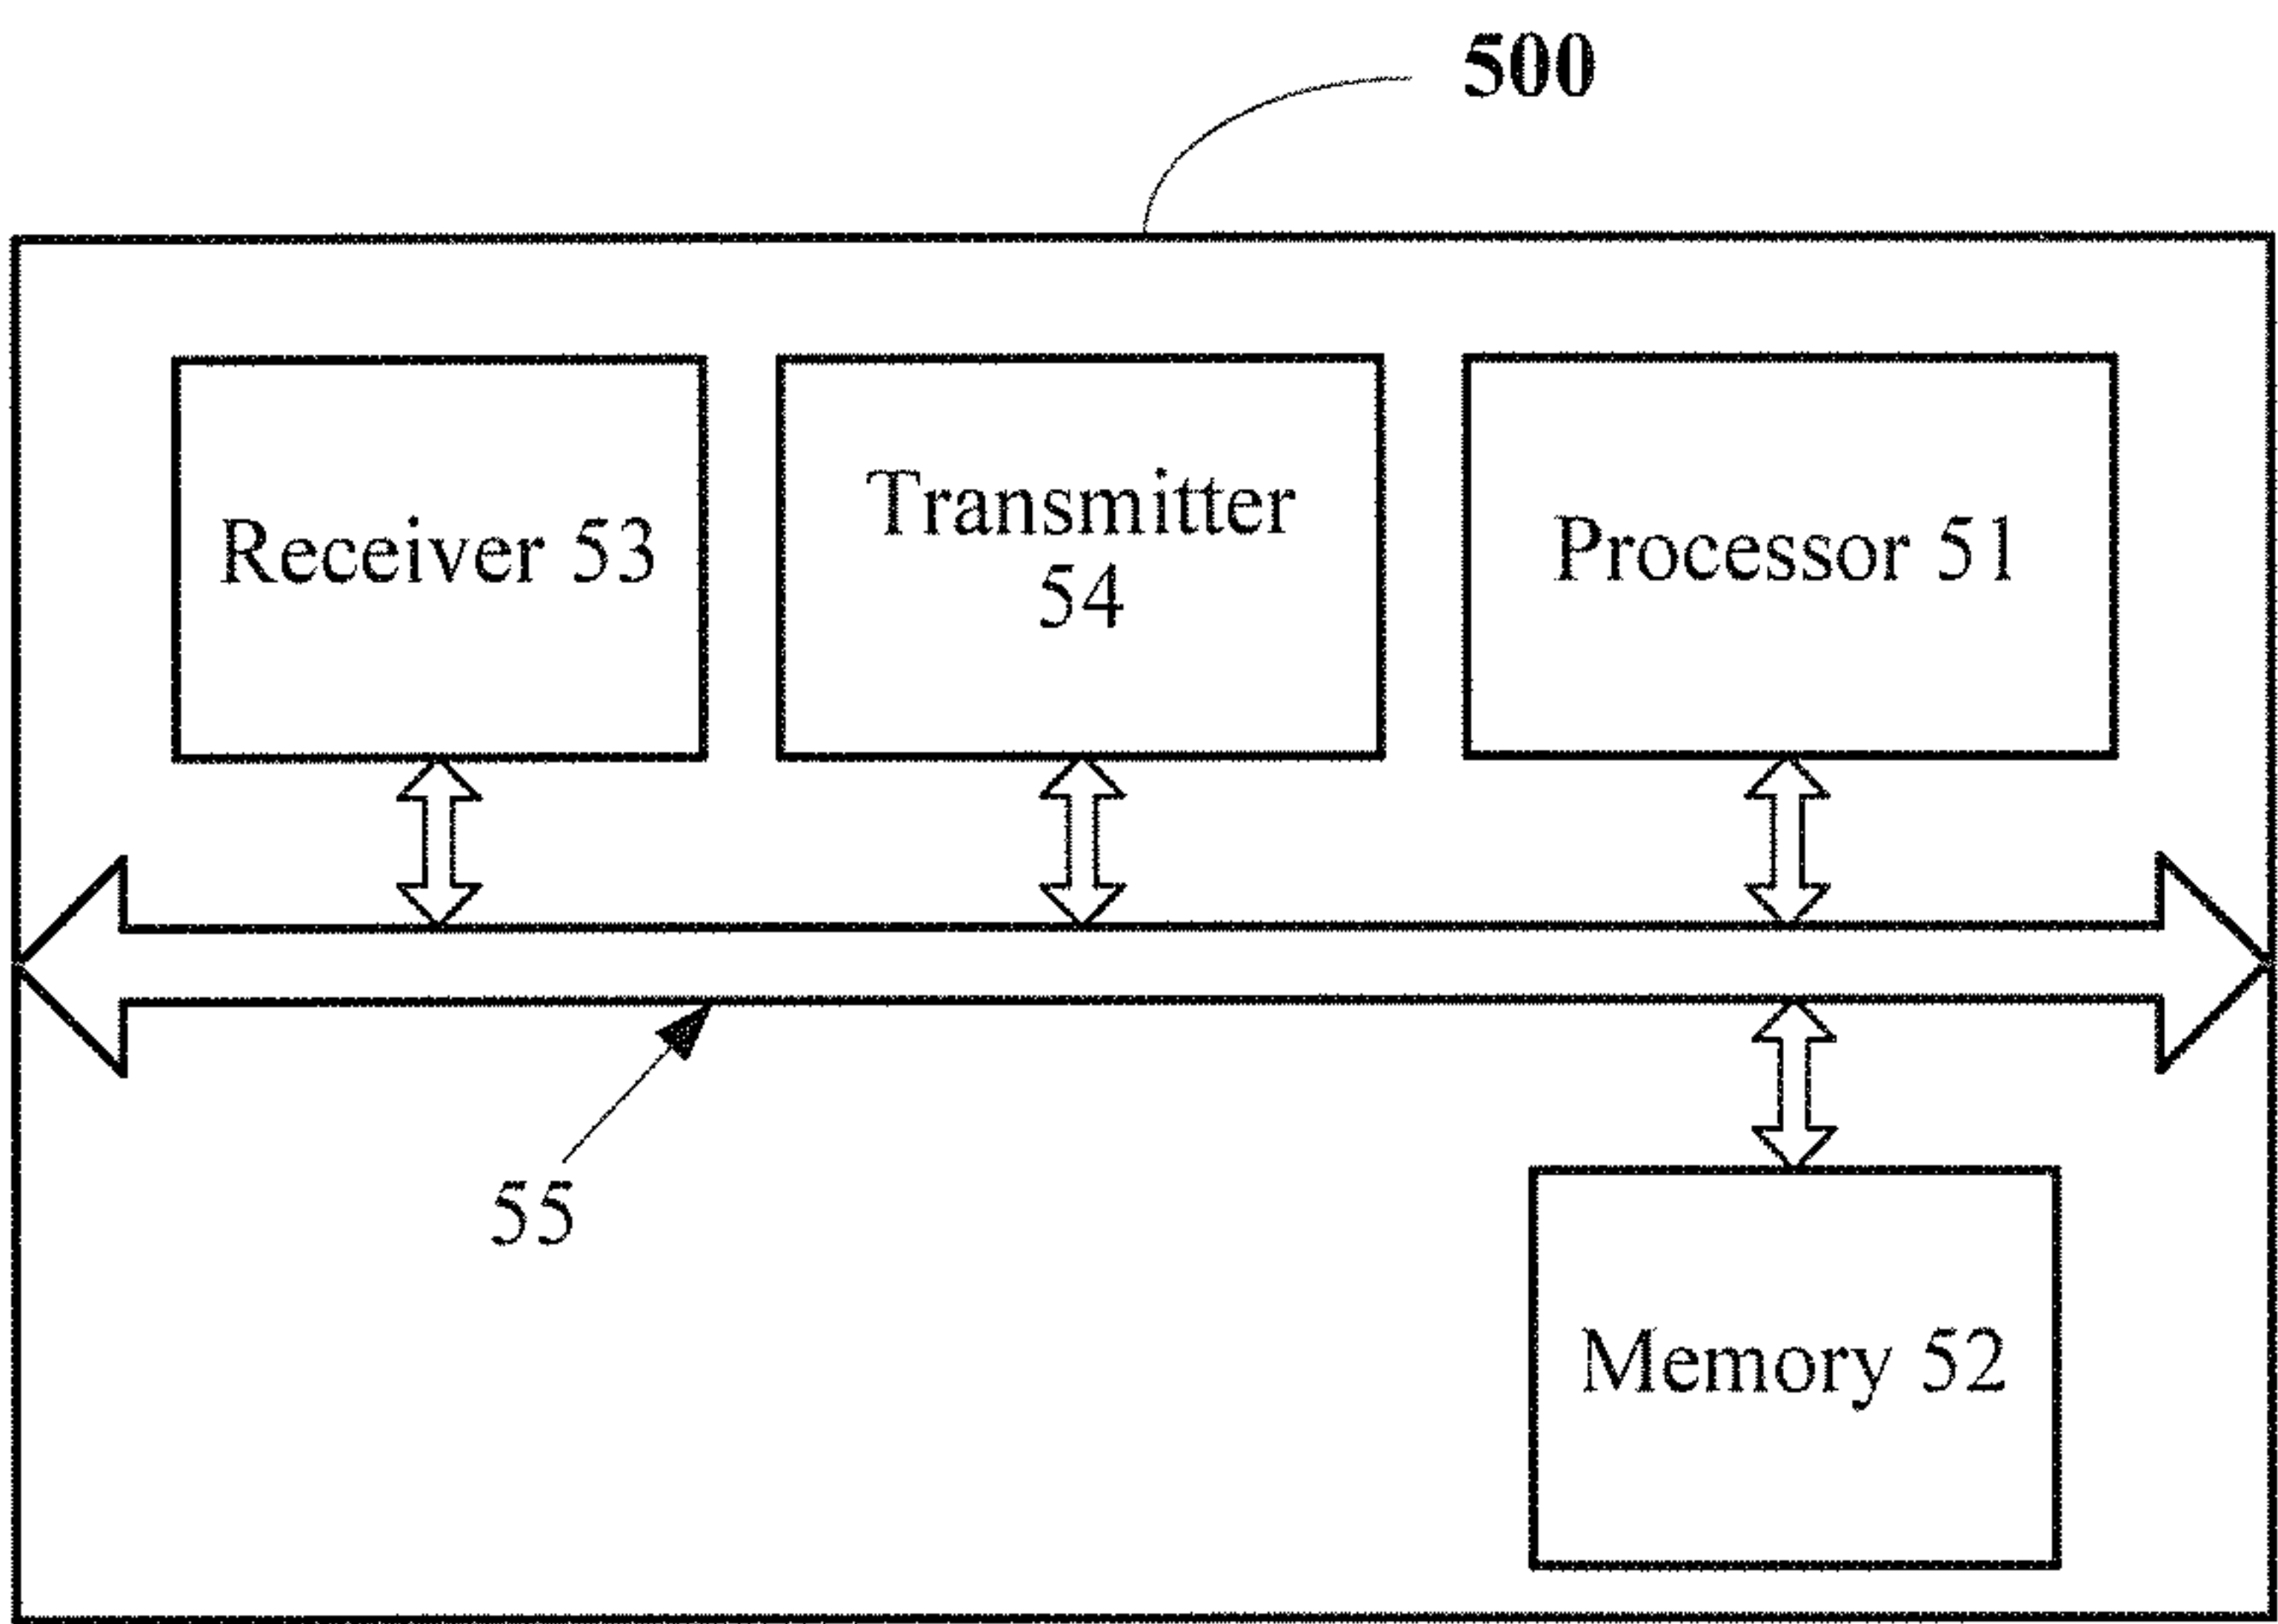 500
Receiver 53
Transmitter
54
Processor 51
55
Memory 52